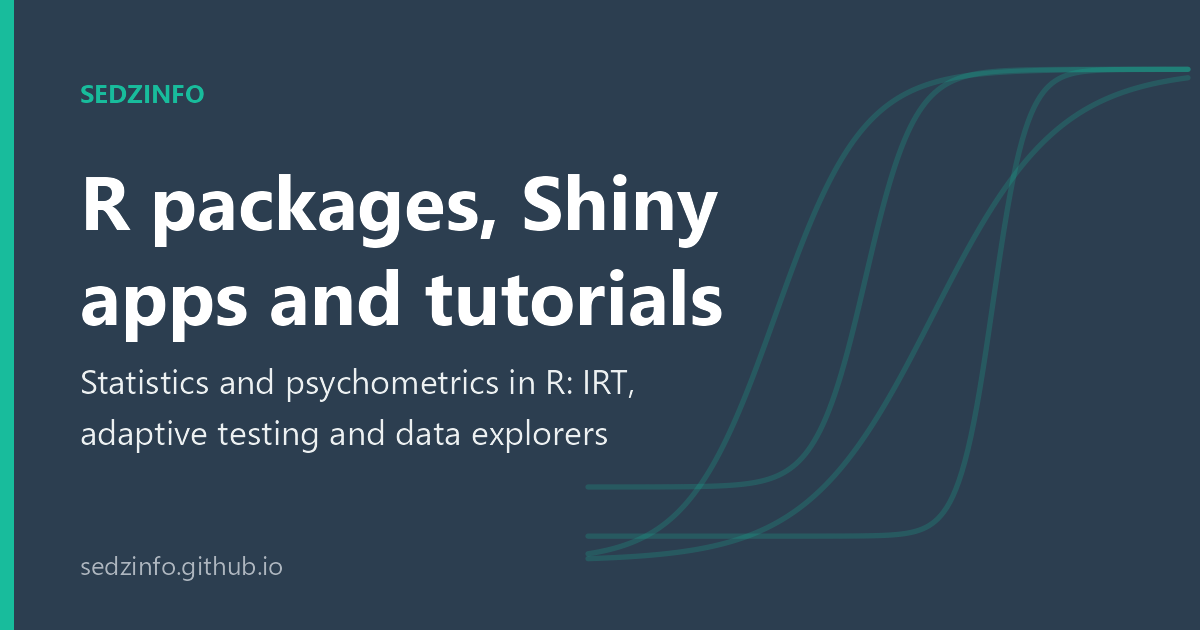 SEDZINFO
R packages, Shiny
apps and tutorials
Statistics and psychometrics in R: IRT,
adaptive testing and data explorers
sedzinfo.github.io